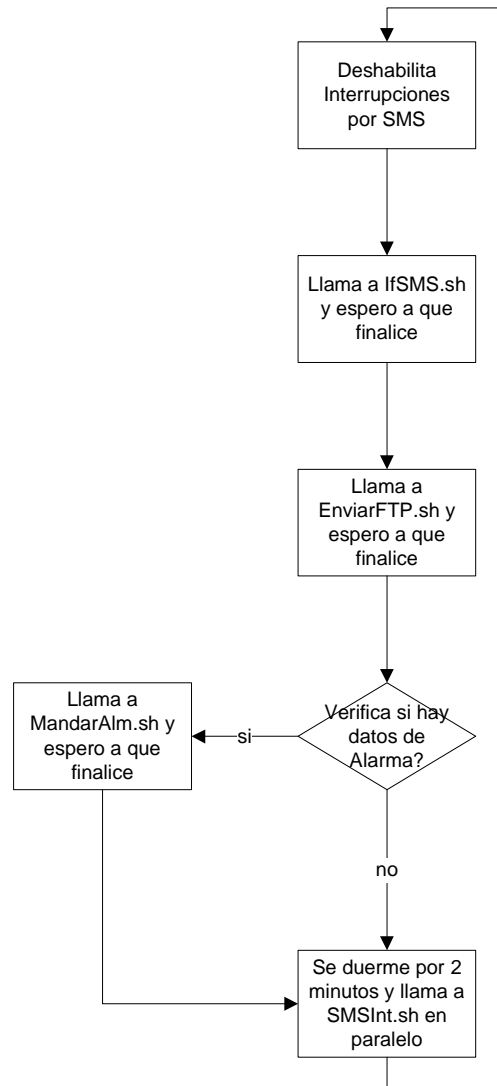 Deshabilita
Interrupciones
por SMS
Llama a IfSMS.sh
y espero a que
finalice
Llama a
EnviarFTP.sh y
espero a que
finalice
Verifica si hay
datos de
Alarma?
si
Llama a
MandarAlm.sh y
espero a que
finalice
no
Se duerme por 2
minutos y llama a
SMSInt.sh en
paralelo